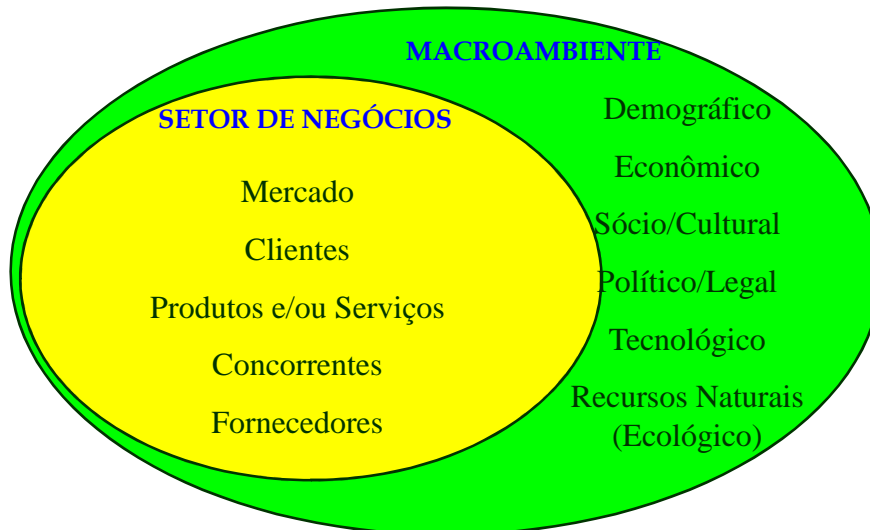 MACROAMBIENTE
SETOR DE NEGÓCIOS
Mercado
Clientes
Produtos e/ou Serviços
Concorrentes
Fornecedores
Demográfico
Econômico
Sócio/Cultural
Político/Legal
Tecnológico
Recursos Naturais
(Ecológico)